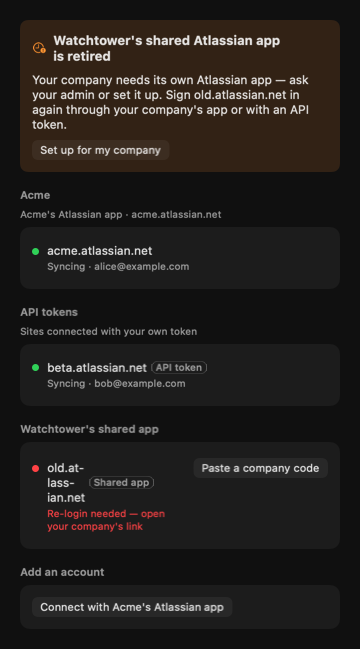 Watchtower's shared Atlassian app
is retired
Your company needs its own Atlassian app — ask
your admin or set it up. Sign old.atlassian.net in
again through your company's app or with an API
token.
Set up for my company
Acme
Acme's Atlassian app · acme.atlassian.net
acme.atlassian.net
Syncing · alice@example.com
API tokens
Sites connected with your own token
beta.atlassian.net API token
Syncing · bob@example.com
Watchtower's shared app
old.at-
lass-
ian.net
Shared app
Paste a company code
Re-login needed — open
your company's link
Add an account
Connect with Acme's Atlassian app